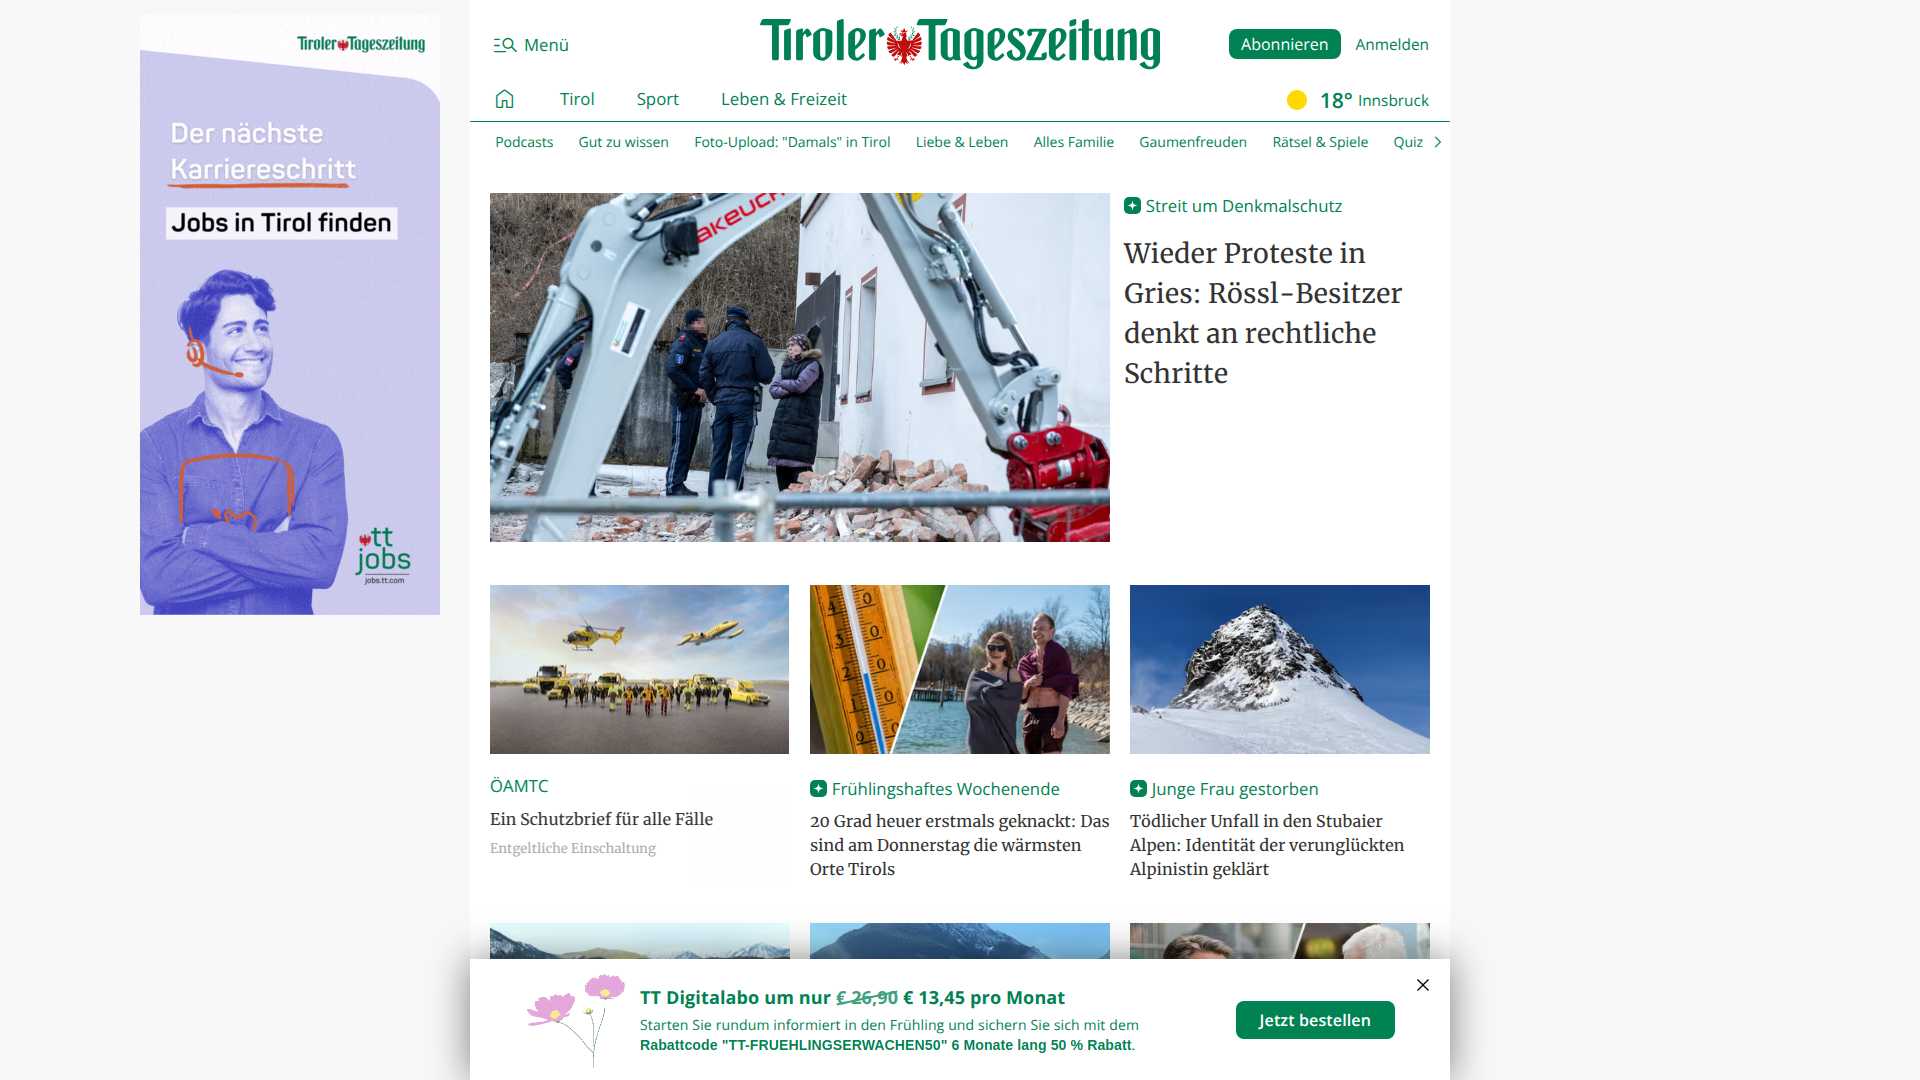 Tiroler Tageszeitung
Der nächste
Karriereschritt
Jobs in Tirol finden
tt
jobs
jobs.tt.com
Menü
Tiroler Tageszeitung
Abonnieren
Anmelden
Tirol
Sport
Leben & Freizeit
18° Innsbruck
Podcasts
Gut zu wissen
Foto-Upload: "Damals" in Tirol
Liebe & Leben
Alles Familie
Gaumenfreuden
Rätsel & Spiele
Quiz
AKEUCH
Streit um Denkmalschutz
Wieder Proteste in
Gries: Rössl-Besitzer
denkt an rechtliche
Schritte
ÖAMTC
Ein Schutzbrief für alle Fälle
Entgeltliche Einschaltung
Frühlingshaftes Wochenende
20 Grad heuer erstmals geknackt: Das
sind am Donnerstag die wärmsten
Orte Tirols
Junge Frau gestorben
Tödlicher Unfall in den Stubaier
Alpen: Identität der verunglückten
Alpinistin geklärt
TT Digitalabo um nur € 26,90 € 13,45 pro Monat
Starten Sie rundum informiert in den Frühling und sichern Sie sich mit dem
Rabattcode "TT-FRUEHLINGSERWACHEN50" 6 Monate lang 50 % Rabatt.
Jetzt bestellen